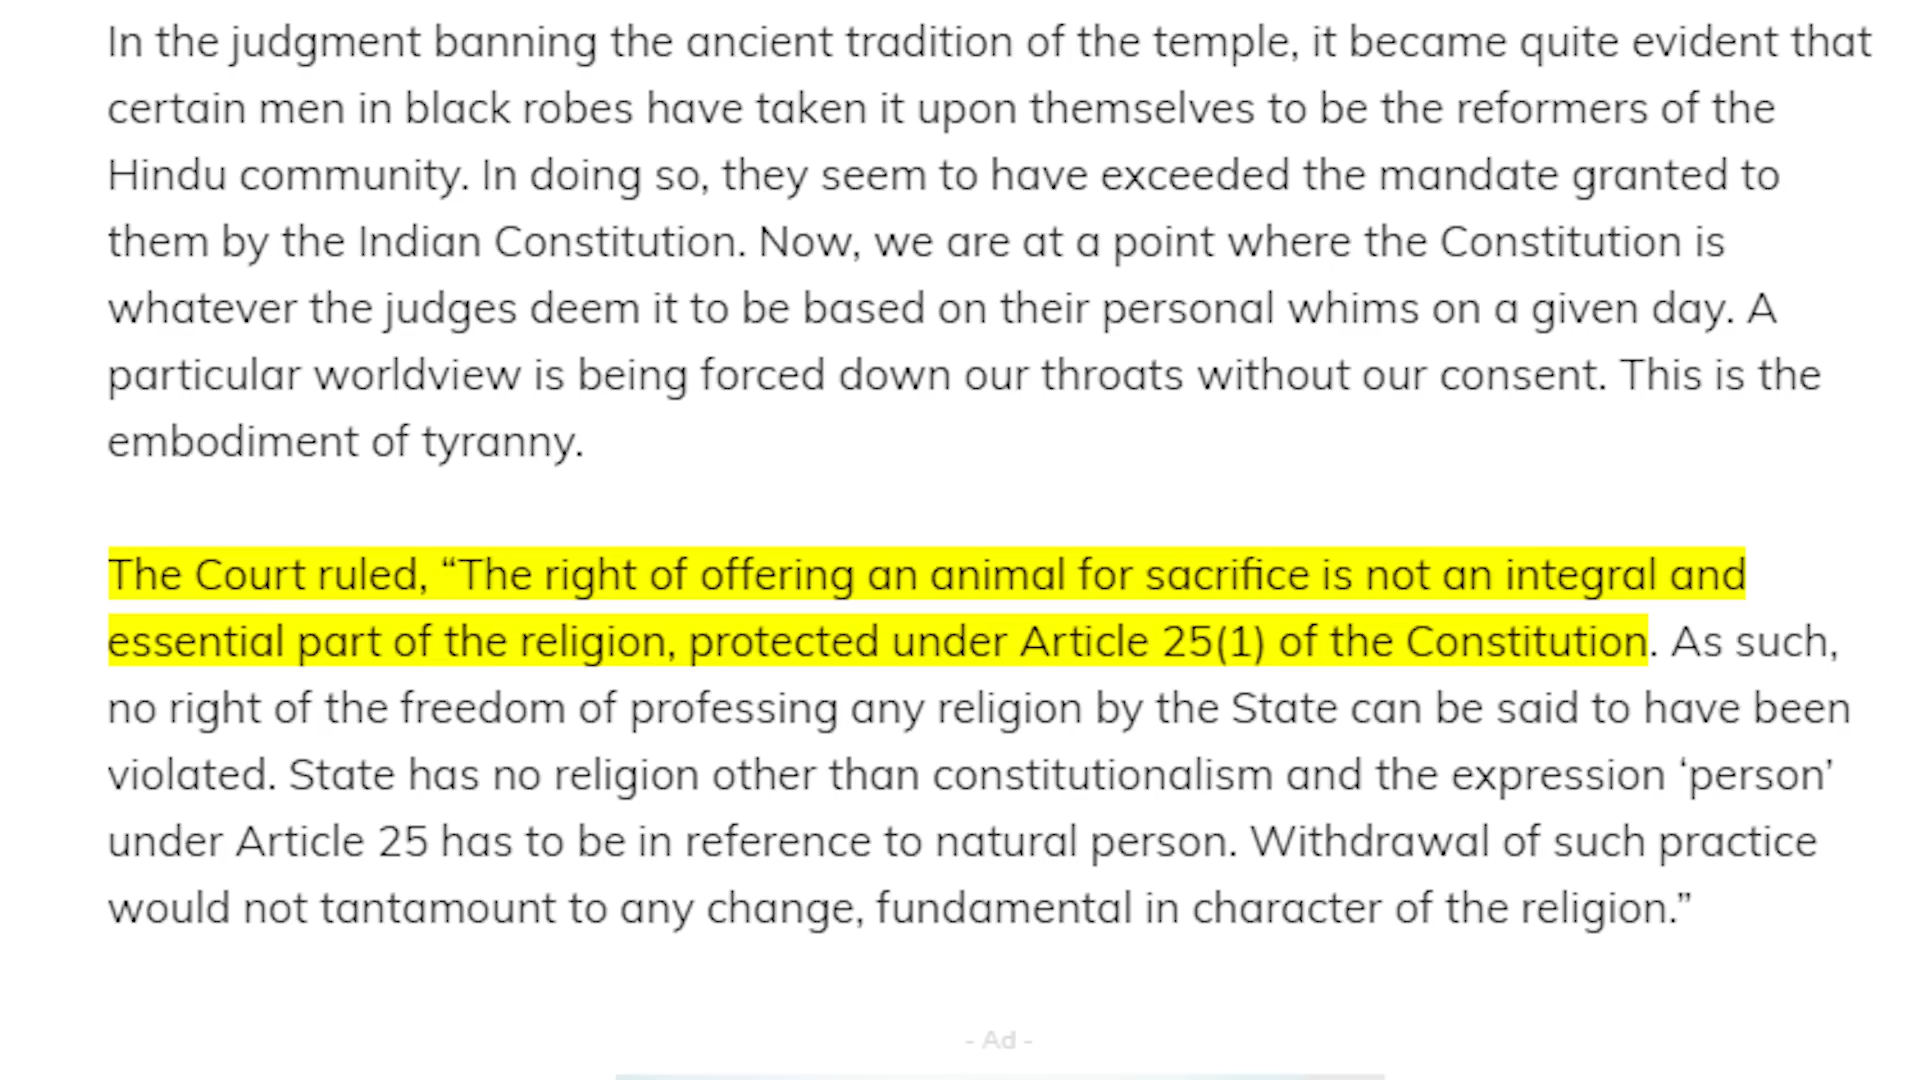 In the judgment banning the ancient tradition of the temple, it became quite evident that
certain men in black robes have taken it upon themselves to be the reformers of the
Hindu community. In doing so, they seem to have exceeded the mandate granted to
them by the Indian Constitution. Now, we are at a point where the Constitution is
whatever the judges deem it to be based on their personal whims on a given day. A
particular worldview is being forced down our throats without our consent. This is the
embodiment of tyranny.
The Court ruled, “The right of offering an animal for sacrifice is not an integral and
essential part of the religion, protected under Article 25(1) of the Constitution. As such,
no right of the freedom of professing any religion by the State can be said to have been
violated. State has no religion other than constitutionalism and the expression ‘person’
under Article 25 has to be in reference to natural person. Withdrawal of such practice
would not tantamount to any change, fundamental in character of the religion.”
- Ad -